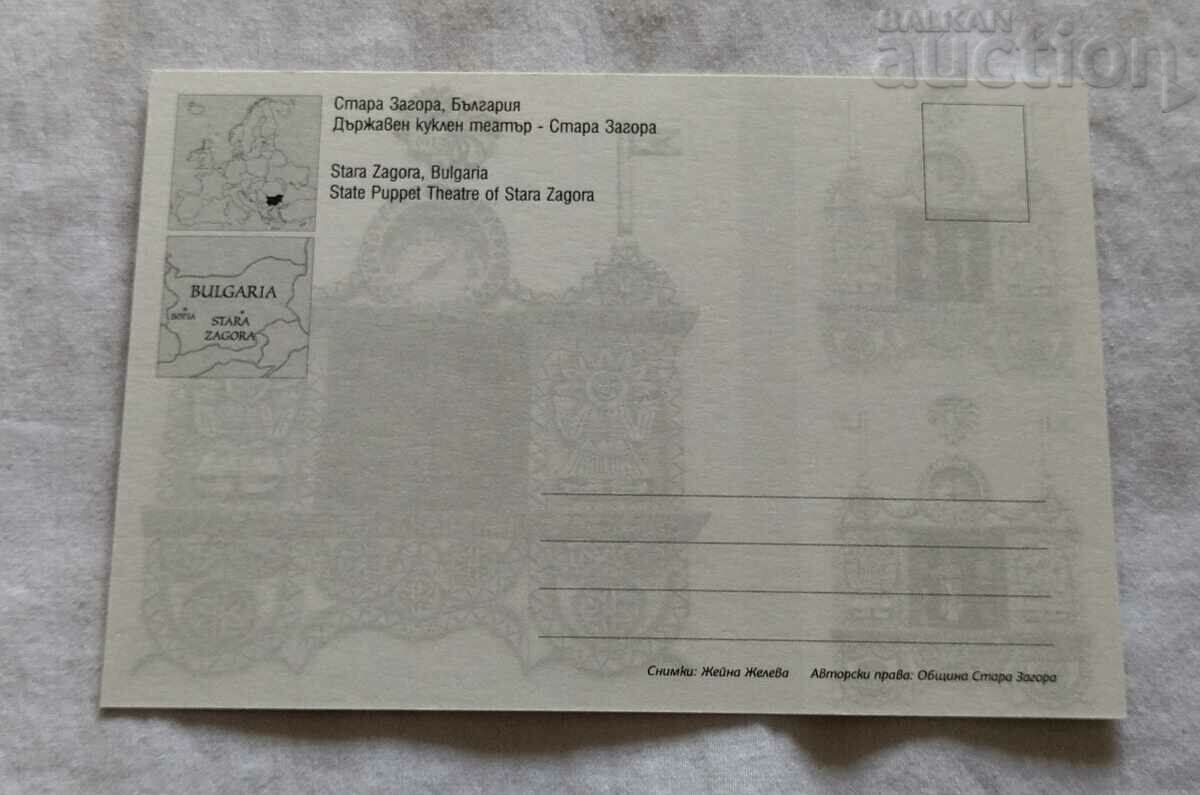 BALKAN
auction
Стара Загора, България
Държавен куклен театър - Стара Загора
Stara Zagora, Bulgaria
State Puppet Theatre of Stara Zagora
BULGARIA
SOFIA
STARA
ZAGORA
Снимки: Жейна Желева Авторски права: Община Стара Загора